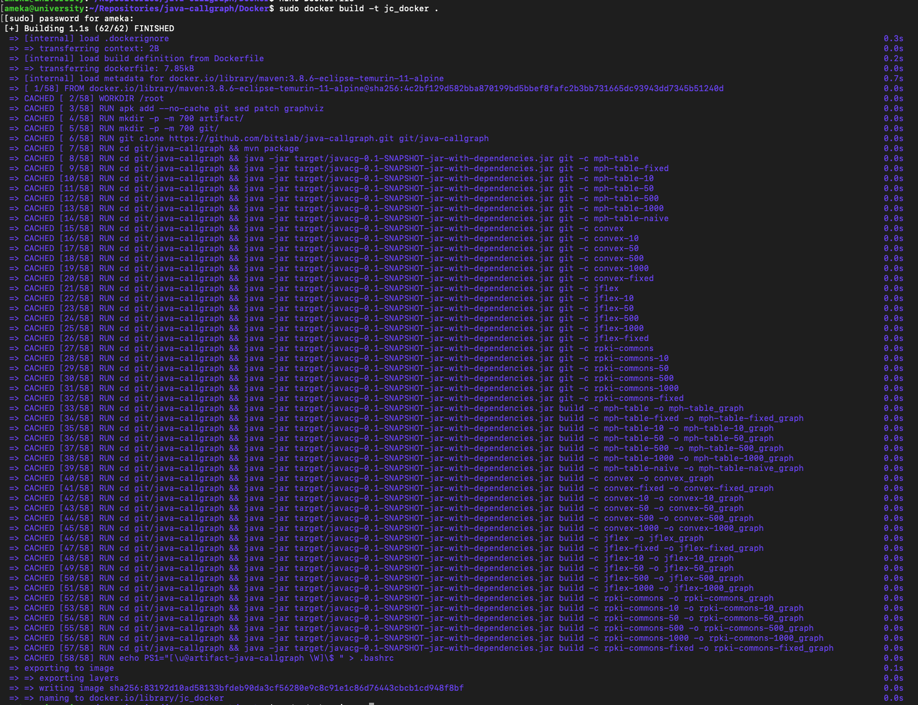 [ameka@university:~/Repositories/java-callgraph/Docker$ sudo docker build -t jc_docker .
[[sudo] password for ameka:
[+] Building 1.1s (62/62) FINISHED
=> [internal] load .dockerignore 0.3s
=> => transferring context: 2B 0.0s
=> [internal] load build definition from Dockerfile 0.2s
=> => transferring dockerfile: 7.85kB 0.0s
=> [internal] load metadata for docker.io/library/maven:3.8.6-eclipse-temurin-11-alpine 0.7s
=> [ 1/58] FROM docker.io/library/maven:3.8.6-eclipse-temurin-11-alpine@sha256:4c2bf129d582bba870199bd5bbef8fafc2b3bb731665dc93943dd7345b51240d 0.0s
=> CACHED [ 2/58] WORKDIR /root 0.0s
=> CACHED [ 3/58] RUN apk add --no-cache git sed patch graphviz 0.0s
=> CACHED [ 4/58] RUN mkdir -p -m 700 artifact/ 0.0s
=> CACHED [ 5/58] RUN mkdir -p -m 700 git/ 0.0s
=> CACHED [ 6/58] RUN git clone https://github.com/bitslab/java-callgraph.git git/java-callgraph 0.0s
=> CACHED [ 7/58] RUN cd git/java-callgraph && mvn package 0.0s
=> CACHED [ 8/58] RUN cd git/java-callgraph && java -jar target/javacg-0.1-SNAPSHOT-jar-with-dependencies.jar git -c mph-table 0.0s
=> CACHED [ 9/58] RUN cd git/java-callgraph && java -jar target/javacg-0.1-SNAPSHOT-jar-with-dependencies.jar git -c mph-table-fixed 0.0s
=> CACHED [10/58] RUN cd git/java-callgraph && java -jar target/javacg-0.1-SNAPSHOT-jar-with-dependencies.jar git -c mph-table-10 0.0s
=> CACHED [11/58] RUN cd git/java-callgraph && java -jar target/javacg-0.1-SNAPSHOT-jar-with-dependencies.jar git -c mph-table-50 0.0s
=> CACHED [12/58] RUN cd git/java-callgraph && java -jar target/javacg-0.1-SNAPSHOT-jar-with-dependencies.jar git -c mph-table-500 0.0s
=> CACHED [13/58] RUN cd git/java-callgraph && java -jar target/javacg-0.1-SNAPSHOT-jar-with-dependencies.jar git -c mph-table-1000 0.0s
=> CACHED [14/58] RUN cd git/java-callgraph && java -jar target/javacg-0.1-SNAPSHOT-jar-with-dependencies.jar git -c mph-table-naive 0.0s
=> CACHED [15/58] RUN cd git/java-callgraph && java -jar target/javacg-0.1-SNAPSHOT-jar-with-dependencies.jar git -c convex 0.0s
=> CACHED [16/58] RUN cd git/java-callgraph && java -jar target/javacg-0.1-SNAPSHOT-jar-with-dependencies.jar git -c convex-10 0.0s
=> CACHED [17/58] RUN cd git/java-callgraph && java -jar target/javacg-0.1-SNAPSHOT-jar-with-dependencies.jar git -c convex-50 0.0s
=> CACHED [18/58] RUN cd git/java-callgraph && java -jar target/javacg-0.1-SNAPSHOT-jar-with-dependencies.jar git -c convex-500 0.0s
=> CACHED [19/58] RUN cd git/java-callgraph && java -jar target/javacg-0.1-SNAPSHOT-jar-with-dependencies.jar git -c convex-1000 0.0s
=> CACHED [20/58] RUN cd git/java-callgraph && java -jar target/javacg-0.1-SNAPSHOT-jar-with-dependencies.jar git -c convex-fixed 0.0s
=> CACHED [21/58] RUN cd git/java-callgraph && java -jar target/javacg-0.1-SNAPSHOT-jar-with-dependencies.jar git -c jflex 0.0s
=> CACHED [22/58] RUN cd git/java-callgraph && java -jar target/javacg-0.1-SNAPSHOT-jar-with-dependencies.jar git -c jflex-10 0.0s
=> CACHED [23/58] RUN cd git/java-callgraph && java -jar target/javacg-0.1-SNAPSHOT-jar-with-dependencies.jar git -c jflex-50 0.0s
=> CACHED [24/58] RUN cd git/java-callgraph && java -jar target/javacg-0.1-SNAPSHOT-jar-with-dependencies.jar git -c jflex-500 0.0s
=> CACHED [25/58] RUN cd git/java-callgraph && java -jar target/javacg-0.1-SNAPSHOT-jar-with-dependencies.jar git -c jflex-1000 0.0s
=> CACHED [26/58] RUN cd git/java-callgraph && java -jar target/javacg-0.1-SNAPSHOT-jar-with-dependencies.jar git -c jflex-fixed 0.0s
=> CACHED [27/58] RUN cd git/java-callgraph && java -jar target/javacg-0.1-SNAPSHOT-jar-with-dependencies.jar git -c rpki-commons 0.0s
=> CACHED [28/58] RUN cd git/java-callgraph && java -jar target/javacg-0.1-SNAPSHOT-jar-with-dependencies.jar git -c rpki-commons-10 0.0s
=> CACHED [29/58] RUN cd git/java-callgraph && java -jar target/javacg-0.1-SNAPSHOT-jar-with-dependencies.jar git -c rpki-commons-50 0.0s
=> CACHED [30/58] RUN cd git/java-callgraph && java -jar target/javacg-0.1-SNAPSHOT-jar-with-dependencies.jar git -c rpki-commons-500 0.0s
=> CACHED [31/58] RUN cd git/java-callgraph && java -jar target/javacg-0.1-SNAPSHOT-jar-with-dependencies.jar git -c rpki-commons-1000 0.0s
=> CACHED [32/58] RUN cd git/java-callgraph && java -jar target/javacg-0.1-SNAPSHOT-jar-with-dependencies.jar git -c rpki-commons-fixed 0.0s
=> CACHED [33/58] RUN cd git/java-callgraph && java -jar target/javacg-0.1-SNAPSHOT-jar-with-dependencies.jar build -c mph-table -o mph-table_graph 0.0s
=> CACHED [34/58] RUN cd git/java-callgraph && java -jar target/javacg-0.1-SNAPSHOT-jar-with-dependencies.jar build -c mph-table-fixed -o mph-table-fixed_graph 0.0s
=> CACHED [35/58] RUN cd git/java-callgraph && java -jar target/javacg-0.1-SNAPSHOT-jar-with-dependencies.jar build -c mph-table-10 -o mph-table-10_graph 0.0s
=> CACHED [36/58] RUN cd git/java-callgraph && java -jar target/javacg-0.1-SNAPSHOT-jar-with-dependencies.jar build -c mph-table-50 -o mph-table-50_graph 0.0s
=> CACHED [37/58] RUN cd git/java-callgraph && java -jar target/javacg-0.1-SNAPSHOT-jar-with-dependencies.jar build -c mph-table-500 -o mph-table-500_graph 0.0s
=> CACHED [38/58] RUN cd git/java-callgraph && java -jar target/javacg-0.1-SNAPSHOT-jar-with-dependencies.jar build -c mph-table-1000 -o mph-table-1000_graph 0.0s
=> CACHED [39/58] RUN cd git/java-callgraph && java -jar target/javacg-0.1-SNAPSHOT-jar-with-dependencies.jar build -c mph-table-naive -o mph-table-naive_graph 0.0s
=> CACHED [40/58] RUN cd git/java-callgraph && java -jar target/javacg-0.1-SNAPSHOT-jar-with-dependencies.jar build -c convex -o convex_graph 0.0s
=> CACHED [41/58] RUN cd git/java-callgraph && java -jar target/javacg-0.1-SNAPSHOT-jar-with-dependencies.jar build -c convex-fixed -o convex-fixed_graph 0.0s
=> CACHED [42/58] RUN cd git/java-callgraph && java -jar target/javacg-0.1-SNAPSHOT-jar-with-dependencies.jar build -c convex-10 -o convex-10_graph 0.0s
=> CACHED [43/58] RUN cd git/java-callgraph && java -jar target/javacg-0.1-SNAPSHOT-jar-with-dependencies.jar build -c convex-50 -o convex-50_graph 0.0s
=> CACHED [44/58] RUN cd git/java-callgraph && java -jar target/javacg-0.1-SNAPSHOT-jar-with-dependencies.jar build -c convex-500 -o convex-500_graph 0.0s
=> CACHED [45/58] RUN cd git/java-callgraph && java -jar target/javacg-0.1-SNAPSHOT-jar-with-dependencies.jar build -c convex-1000 -o convex-1000_graph 0.0s
=> CACHED [46/58] RUN cd git/java-callgraph && java -jar target/javacg-0.1-SNAPSHOT-jar-with-dependencies.jar build -c jflex -o jflex_graph 0.0s
=> CACHED [47/58] RUN cd git/java-callgraph && java -jar target/javacg-0.1-SNAPSHOT-jar-with-dependencies.jar build -c jflex-fixed -o jflex-fixed_graph 0.0s
=> CACHED [48/58] RUN cd git/java-callgraph && java -jar target/javacg-0.1-SNAPSHOT-jar-with-dependencies.jar build -c jflex-10 -o jflex-10_graph 0.0s
=> CACHED [49/58] RUN cd git/java-callgraph && java -jar target/javacg-0.1-SNAPSHOT-jar-with-dependencies.jar build -c jflex-50 -o jflex-50_graph 0.0s
=> CACHED [50/58] RUN cd git/java-callgraph && java -jar target/javacg-0.1-SNAPSHOT-jar-with-dependencies.jar build -c jflex-500 -o jflex-500_graph 0.0s
=> CACHED [51/58] RUN cd git/java-callgraph && java -jar target/javacg-0.1-SNAPSHOT-jar-with-dependencies.jar build -c jflex-1000 -o jflex-1000_graph 0.0s
=> CACHED [52/58] RUN cd git/java-callgraph && java -jar target/javacg-0.1-SNAPSHOT-jar-with-dependencies.jar build -c rpki-commons -o rpki-commons_graph 0.0s
=> CACHED [53/58] RUN cd git/java-callgraph && java -jar target/javacg-0.1-SNAPSHOT-jar-with-dependencies.jar build -c rpki-commons-10 -o rpki-commons-10_graph 0.0s
=> CACHED [54/58] RUN cd git/java-callgraph && java -jar target/javacg-0.1-SNAPSHOT-jar-with-dependencies.jar build -c rpki-commons-50 -o rpki-commons-50_graph 0.0s
=> CACHED [55/58] RUN cd git/java-callgraph && java -jar target/javacg-0.1-SNAPSHOT-jar-with-dependencies.jar build -c rpki-commons-500 -o rpki-commons-500_graph 0.0s
=> CACHED [56/58] RUN cd git/java-callgraph && java -jar target/javacg-0.1-SNAPSHOT-jar-with-dependencies.jar build -c rpki-commons-1000 -o rpki-commons-1000_graph 0.0s
=> CACHED [57/58] RUN cd git/java-callgraph && java -jar target/javacg-0.1-SNAPSHOT-jar-with-dependencies.jar build -c rpki-commons-fixed -o rpki-commons-fixed_graph 0.0s
=> CACHED [58/58] RUN echo PS1="[\u@artifact-java-callgraph \W]\$ " > .bashrc 0.0s
=> exporting to image 0.1s
=> => exporting layers 0.0s
=> => writing image sha256:83192d10ad58133bfdeb90da3cf56280e9c8c91e1c86d76443cbcb1cd948f8bf 0.0s
=> => naming to docker.io/library/jc_docker 0.0s